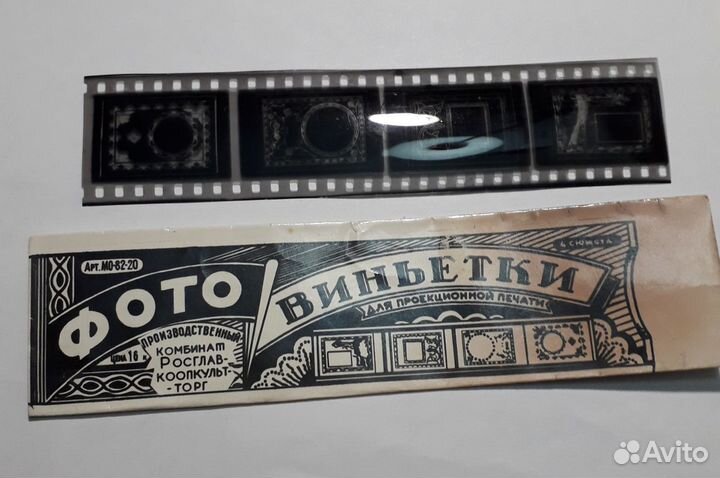 Арт. МО-82-20
ФОТО
ВИНЬЕТКИ
4 СЮЖЕТА
ДЛЯ ПРОЕКЦИОННОЙ ПЕЧАТИ
ПРОИЗВОДСТВЕННЫЙ
КОМБИНАТ
РОСГЛАВ-
КООПКУЛЬТ-
-ТОРГ
ЦЕНА 16 к.
Avito